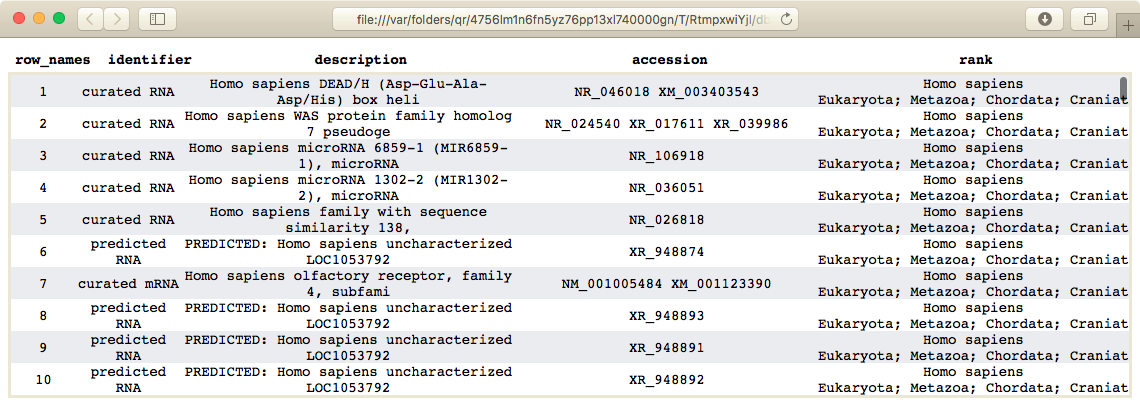 file:///var/folders/qr/4756lm1n6fn5yz76pp13xl740000gn/T/RtmpxwiYjl/db
row_names identifier description accession rank
1 curated RNA Homo sapiens DEAD/H (Asp-Glu-Ala- NR_046018 XM_003403543 Homo sapiens
Asp/His) box heli Eukaryota; Metazoa; Chordata; Craniat
2 curated RNA Homo sapiens WAS protein family homolog NR_024540 XR_017611 XR_039986 Homo sapiens
7 pseudoge Eukaryota; Metazoa; Chordata; Craniat
3 curated RNA Homo sapiens microRNA 6859-1 (MIR6859- NR_106918 Homo sapiens
1), microRNA Eukaryota; Metazoa; Chordata; Craniat
4 curated RNA Homo sapiens microRNA 1302-2 (MIR1302- NR_036051 Homo sapiens
2), microRNA Eukaryota; Metazoa; Chordata; Craniat
5 curated RNA Homo sapiens family with sequence NR_026818 Homo sapiens
similarity 138, Eukaryota; Metazoa; Chordata; Craniat
6 predicted PREDICTED: Homo sapiens uncharacterized XR_948874 Homo sapiens
RNA LOC1053792 Eukaryota; Metazoa; Chordata; Craniat
7 curated mRNA Homo sapiens olfactory receptor, family NM_001005484 XM_001123390 Homo sapiens
4, subfami Eukaryota; Metazoa; Chordata; Craniat
8 predicted PREDICTED: Homo sapiens uncharacterized XR_948893 Homo sapiens
RNA LOC1053792 Eukaryota; Metazoa; Chordata; Craniat
9 predicted PREDICTED: Homo sapiens uncharacterized XR_948891 Homo sapiens
RNA LOC1053792 Eukaryota; Metazoa; Chordata; Craniat
10 predicted PREDICTED: Homo sapiens uncharacterized XR_948892 Homo sapiens
RNA LOC1053792 Eukaryota; Metazoa; Chordata; Craniat